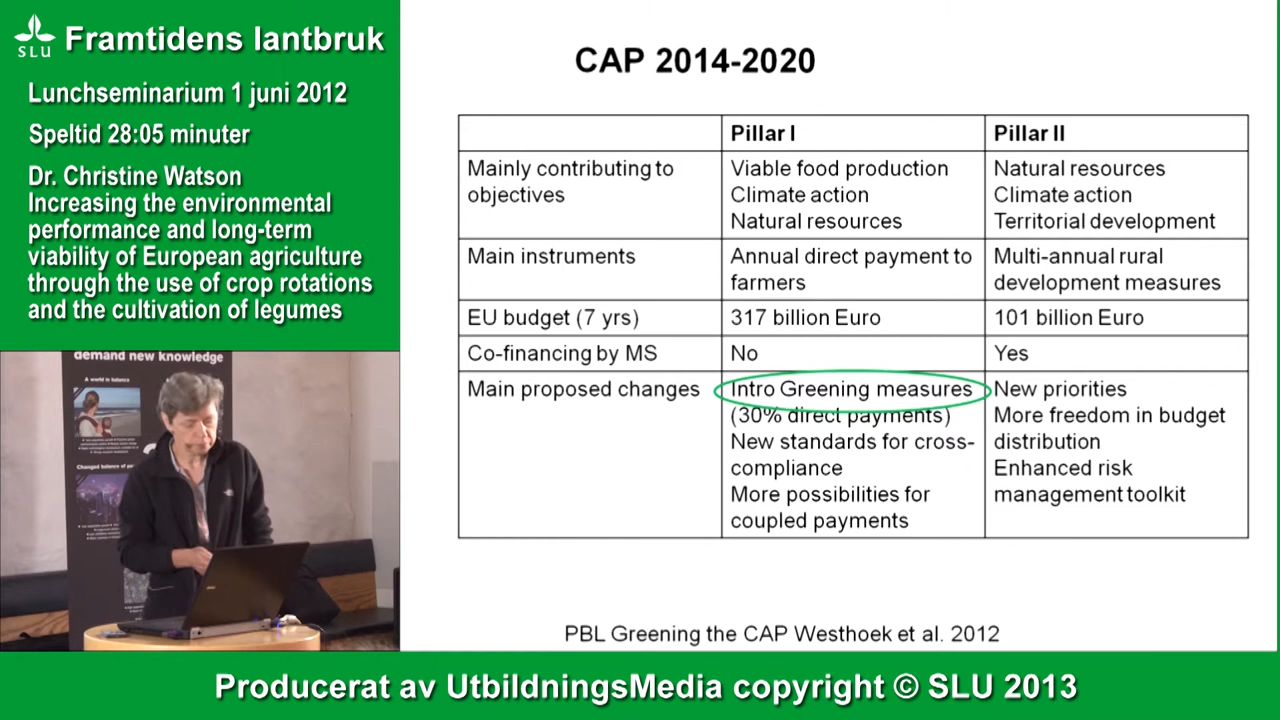 SLU
Framtidens lantbruk
Lunchseminarium 1 juni 2012
Speltid 28:05 minuter
Dr. Christine Watson
Increasing the environmental
performance and long-term
viability of European agriculture
through the use of crop rotations
and the cultivation of legumes
demand new knowledge
A world in balance
CAP 2014-2020
Pillar I
Pillar II
Mainly contributing to
objectives
Viable food production
Climate action
Natural resources
Natural resources
Climate action
Territorial development
Main instruments
Annual direct payment to
farmers
Multi-annual rural
development measures
EU budget (7 yrs)
317 billion Euro
101 billion Euro
Co-financing by MS
No
Yes
Main proposed changes
Intro Greening measures
(30% direct payments)
New standards for cross-
compliance
More possibilities for
coupled payments
New priorities
More freedom in budget
distribution
Enhanced risk
management toolkit
PBL Greening the CAP Westhoek et al. 2012
Changed balance of
Producerat av UtbildningsMedia copyright © SLU 2013